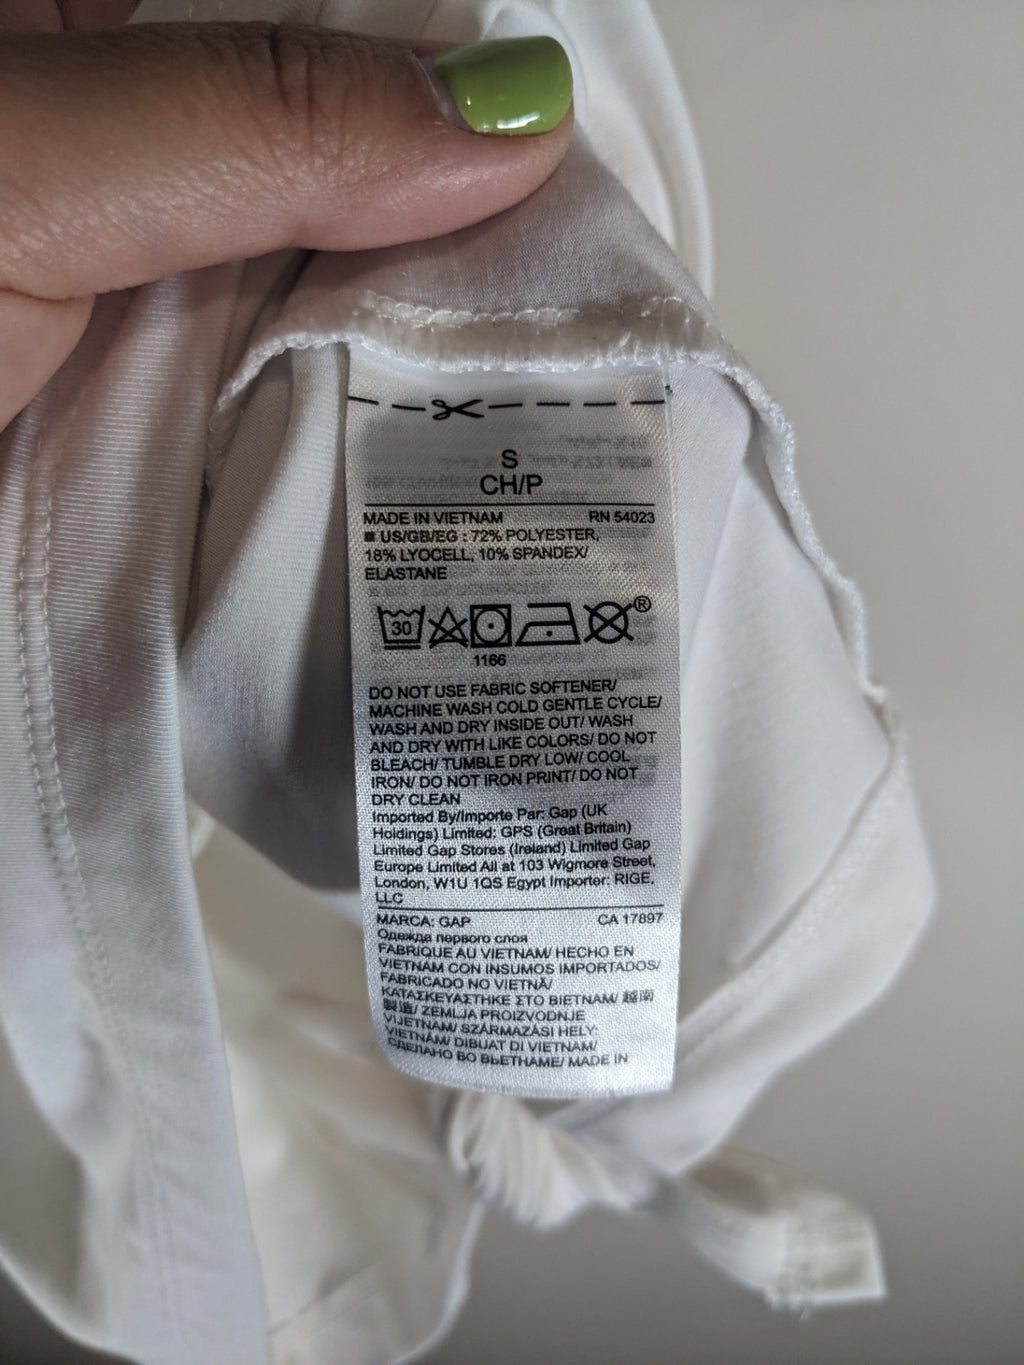 S
CH/P
MADE IN VIETNAM RN 54023
US/GB/EG : 72% POLYESTER,
18% LYOCELL, 10% SPANDEX/
ELASTANE
30 ®
1166
DO NOT USE FABRIC SOFTENER/
MACHINE WASH COLD GENTLE CYCLE/
WASH AND DRY INSIDE OUT/ WASH
AND DRY WITH LIKE COLORS/ DO NOT
BLEACH/ TUMBLE DRY LOW/ COOL
IRON/ DO NOT IRON PRINT/ DO NOT
DRY CLEAN
Imported By/Importe Par: Gap (UK
Holdings) Limited: GPS (Great Britain)
Limited Gap Stores (Ireland) Limited Gap
Europe Limited All at 103 Wigmore Street,
London, W1U 1QS Egypt Importer: RIGE,
LLC
MARCA: GAP CA 17897
Одежда первого слоя
FABRIQUE AU VIETNAM/ HECHO EN
VIETNAM CON INSUMOS IMPORTADOS/
FABRICADO NO VIETNÃ/
ΚΑΤΑΣΚΕΥΑΣΤΗΚΕ ΣΤΟ ΒΙΕΤΝΑΜ/ 越南
製造/ ZEMLJA PROIZVODNJE
VIJETNAM/ SZÁRMAZÁSI HELY:
VIETNÁM/ DIBUAT DI VIETNAM/
СДЕЛАНО ВО ВЬЕТНАМЕ/ MADE IN